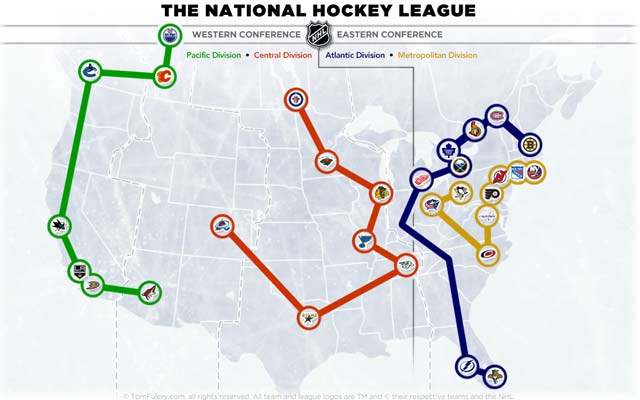 THE NATIONAL HOCKEY LEAGUE
WESTERN CONFERENCE NHL EASTERN CONFERENCE
Pacific Division • Central Division Atlantic Division • Metropolitan Division
© TomFulery.com, all rights reserved. All team and league logos are TM and © their respective teams and the NHL.